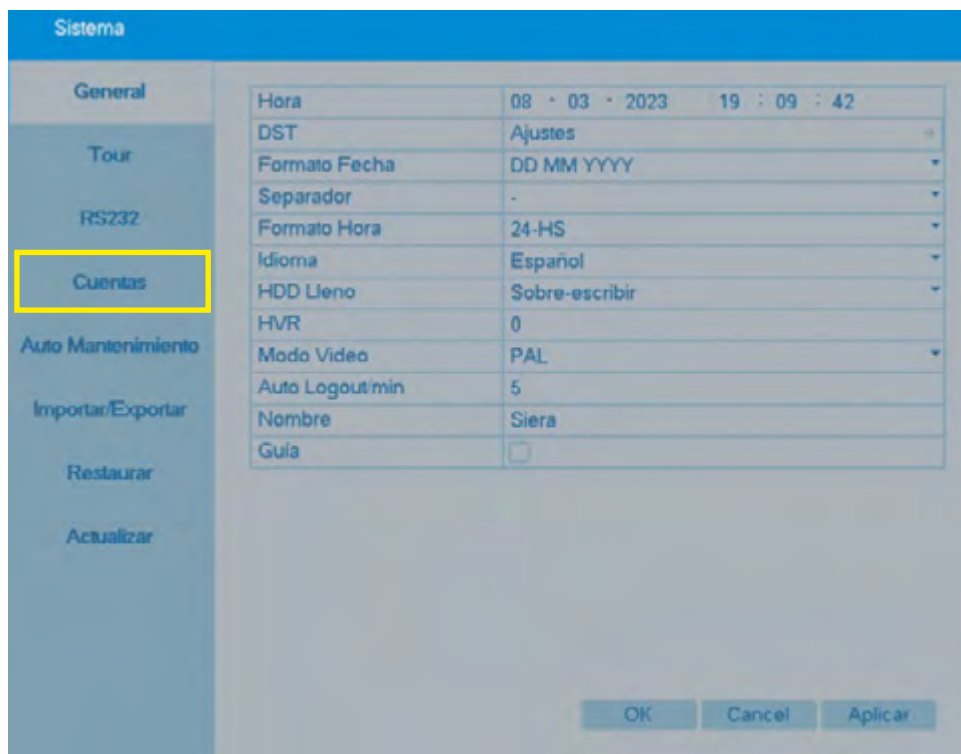 Sistema
General
Tour
RS232
Cuentas
Auto Mantenimiento
Importar/Exportar
Restaurar
Actualizar
Hora 08 - 03 - 2023 19 : 09 : 42
DST Ajustes
Formato Fecha DD MM YYYY
Separador -
Formato Hora 24-HS
Idioma Español
HDD Lleno Sobre-escribir
HVR 0
Modo Video PAL
Auto Logout/min 5
Nombre Siera
Guía
OK Cancel Aplicar